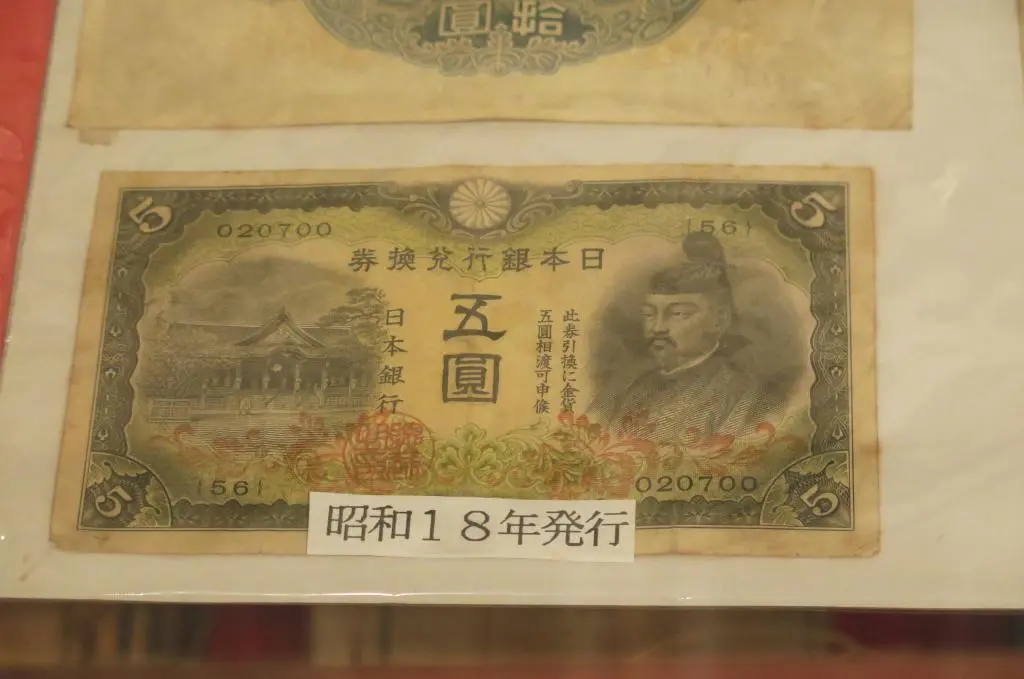 拾圓
5
5
020700
{56}
日本銀行兌換券
五圓
此券引換に金貨
五圓相渡可申候
日本銀行
{56}
020700
5
5
昭和18年発行